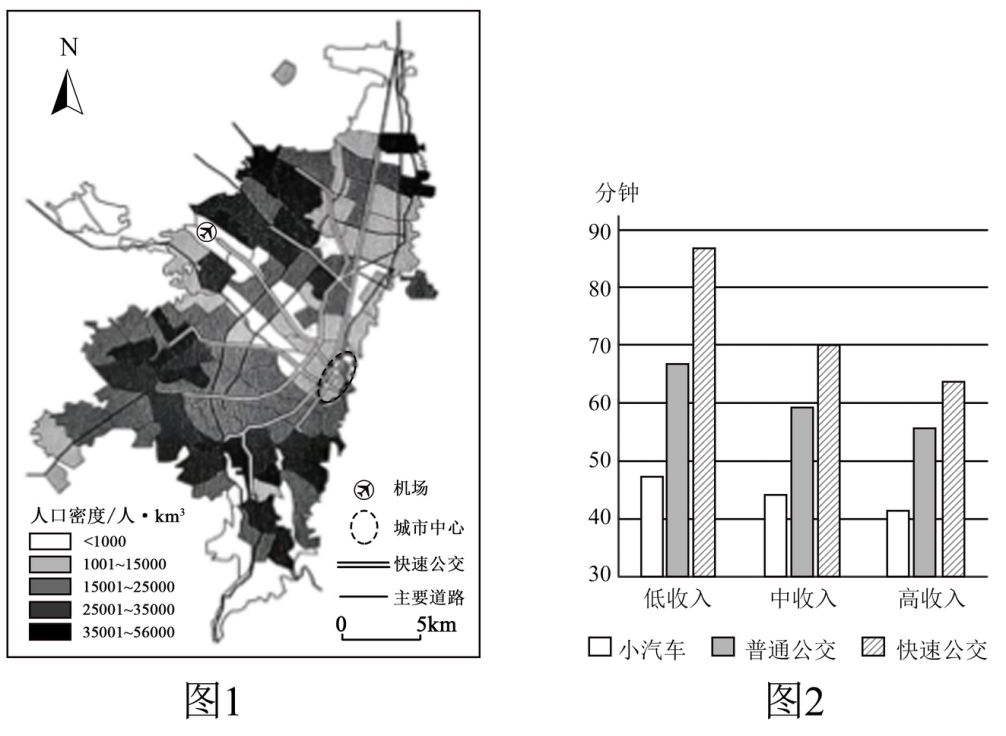 N
人口密度/人·km³
<1000
1001~15000
15001~25000
25001~35000
35001~56000
机场
城市中心
快速公交
主要道路
0 5km
图1
分钟
90
80
70
60
50
40
30
低收入 中收入 高收入
小汽车 普通公交 快速公交
图2